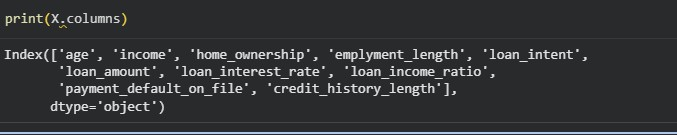 print(X.columns)
Index(['age', 'income', 'home_ownership', 'emplyment_length', 'loan_intent',
'loan_amount', 'loan_interest_rate', 'loan_income_ratio',
'payment_default_on_file', 'credit_history_length'],
dtype='object')